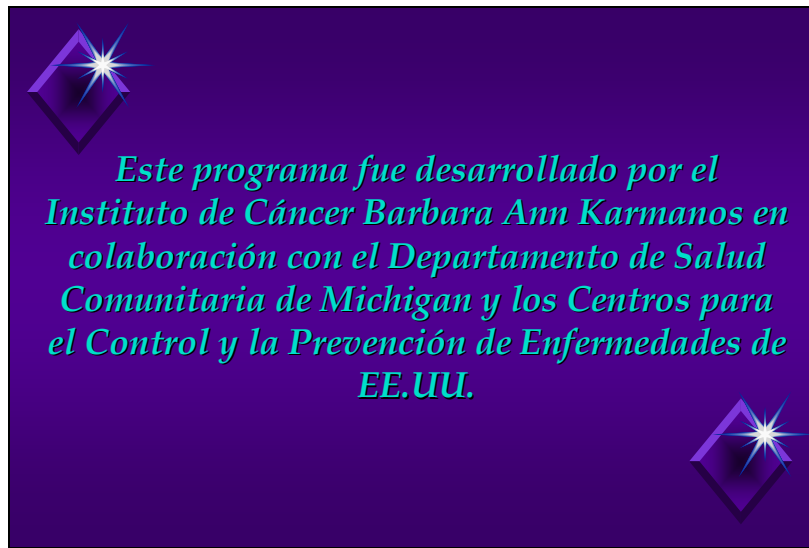 Este programa fue desarrollado por el
Instituto de Cáncer Barbara Ann Karmanos en
colaboración con el Departamento de Salud
Comunitaria de Michigan y los Centros para
el Control y la Prevención de Enfermedades de
EE.UU.